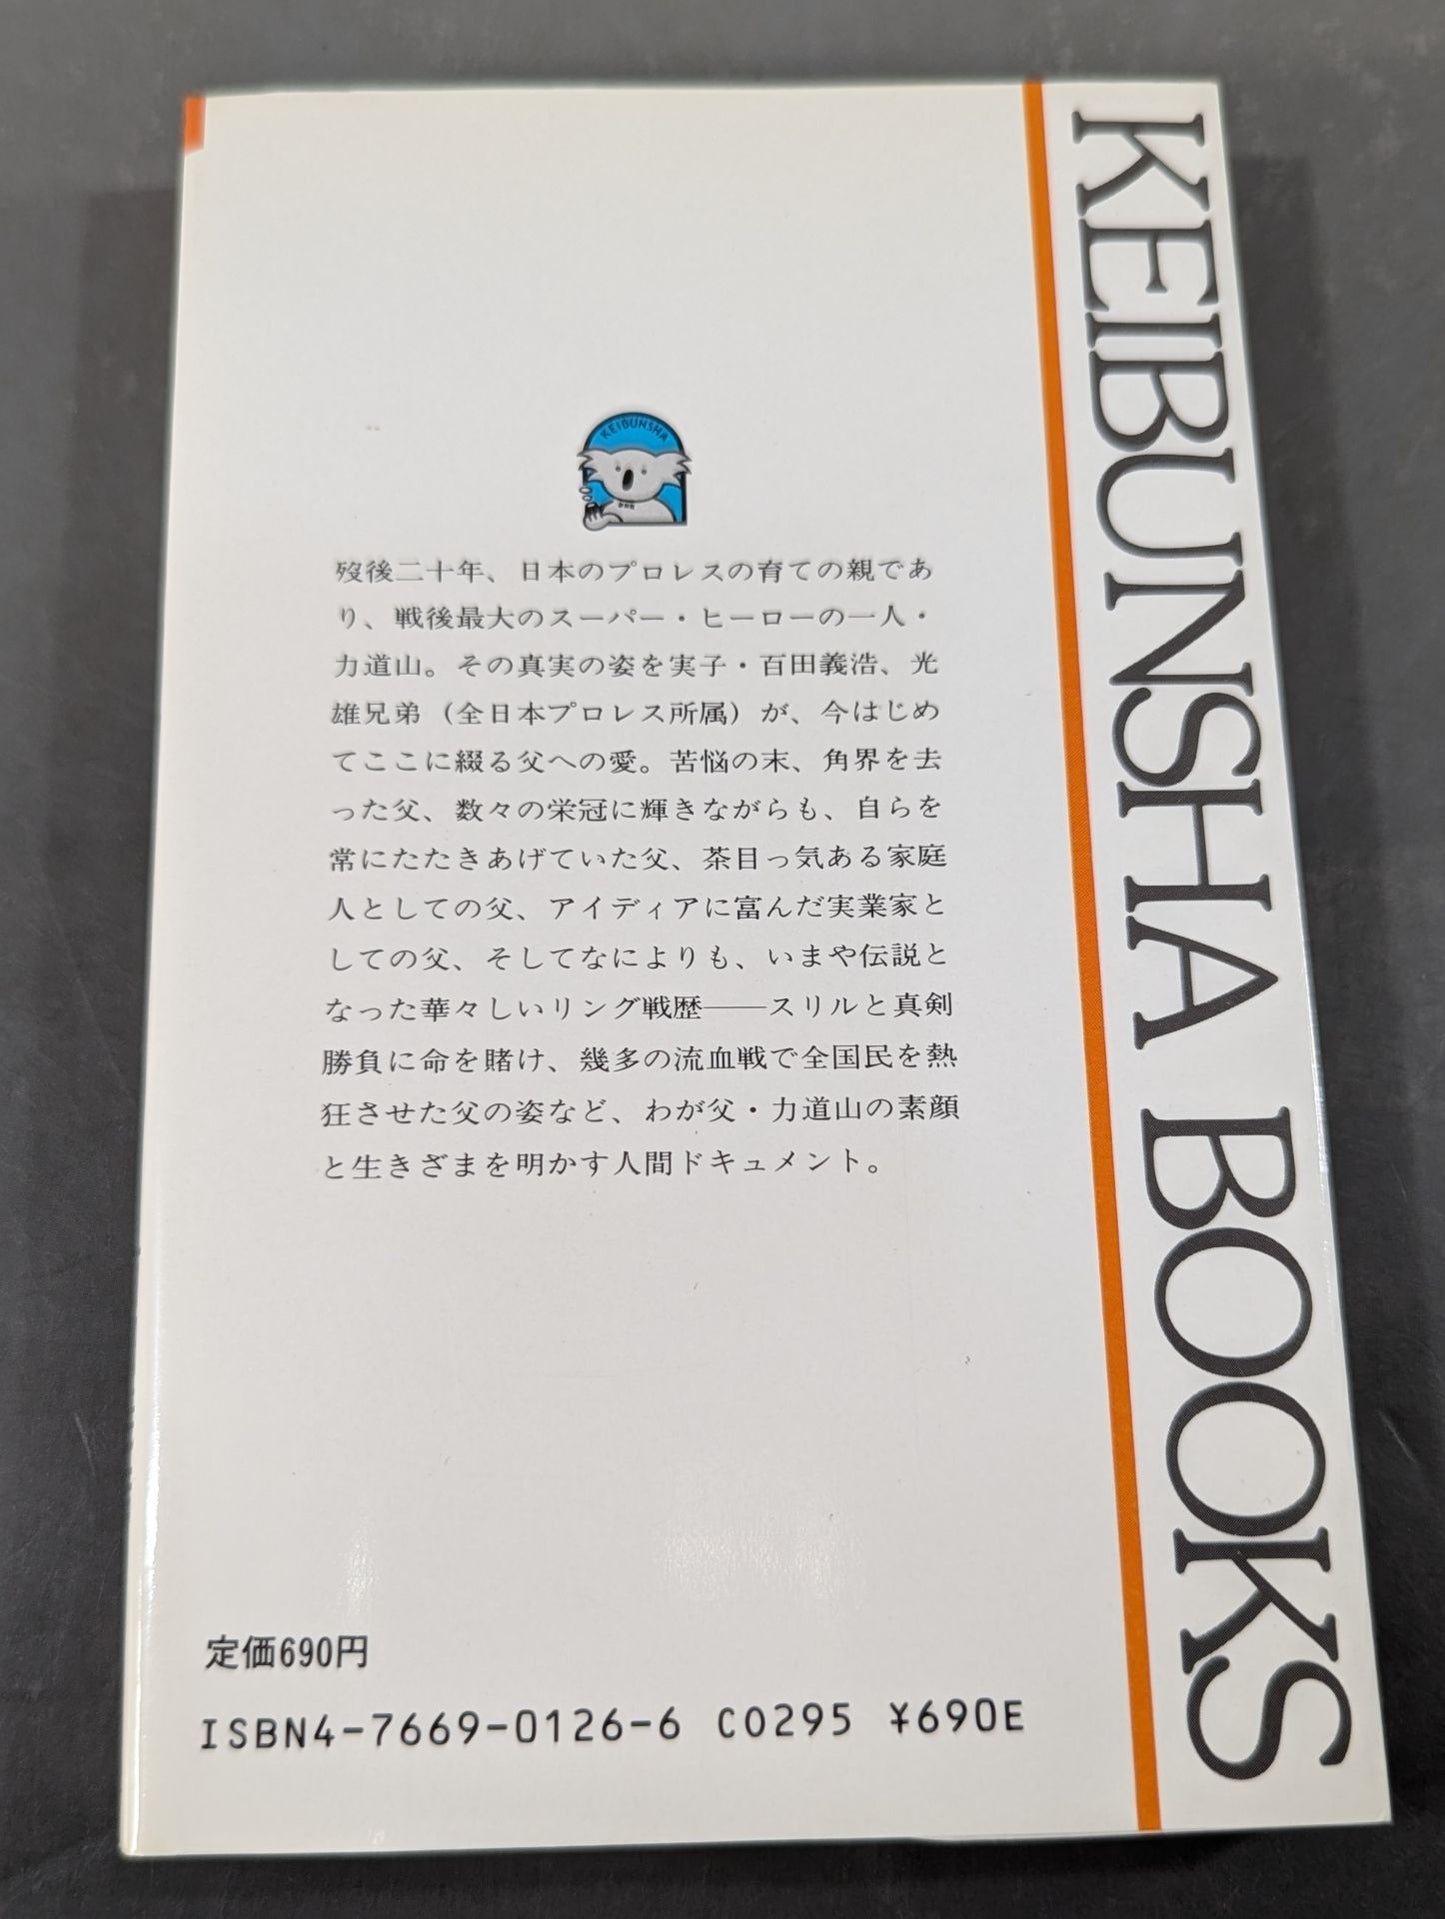 KEIBUNSHA
歿後二十年、日本のプロレスの育ての親であ
り、戦後最大のスーパー・ヒーローの一人・
力道山。その真実の姿を実子・百田義浩、光
雄兄弟（全日本プロレス所属）が、今はじめ
てここに綴る父への愛。苦悩の末、角界を去
った父、数々の栄冠に輝きながらも、自らを
常にたたきあげていた父、茶目っ気ある家庭
人としての父、アイディアに富んだ実業家と
しての父、そしてなによりも、いまや伝説と
なった華々しいリング戦歴――スリルと真剣
勝負に命を賭け、幾多の流血戦で全国民を熱
狂させた父の姿など、わが父・力道山の素顔
と生きざまを明かす人間ドキュメント。
定価690円
ISBN4-7669-0126-6 C0295 ¥690E
KEIBUNSHA BOOKS